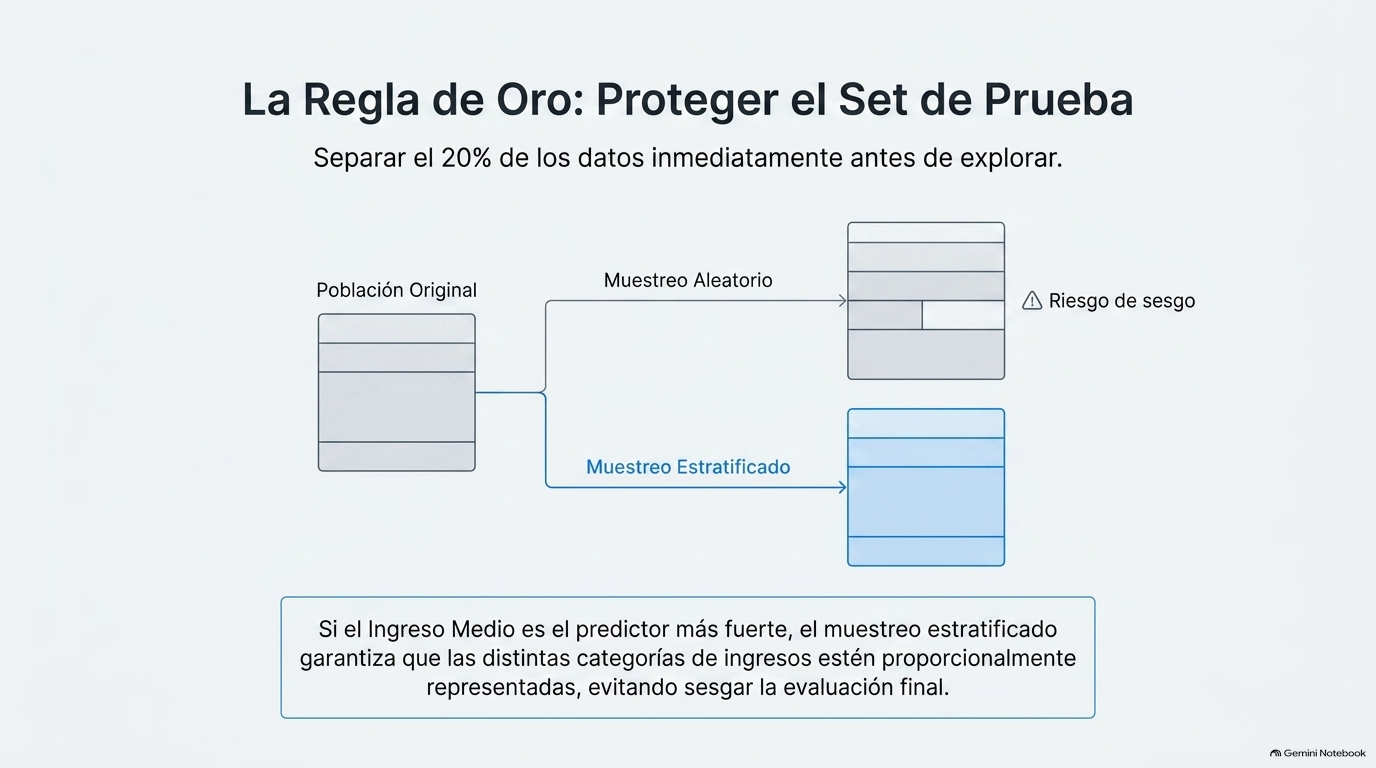 La Regla de Oro: Proteger el Set de Prueba
Separar el 20% de los datos inmediatamente antes de explorar.
Población Original
Muestreo Aleatorio
Riesgo de sesgo
Muestreo Estratificado
Si el Ingreso Medio es el predictor más fuerte, el muestreo estratificado
garantiza que las distintas categorías de ingresos estén proporcionalmente
representadas, evitando sesgar la evaluación final.
Gemini Notebook